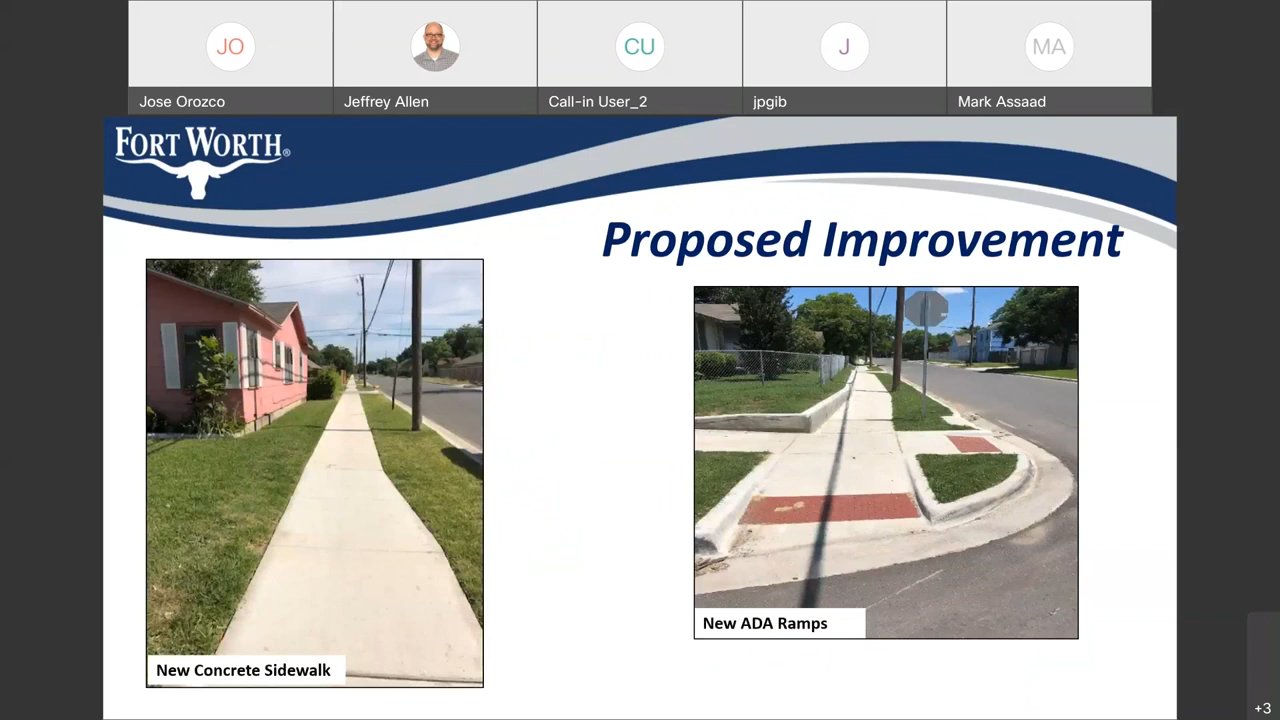 JO
CU
J
MA
Jose Orozco
Jeffrey Allen
Call-in User_2
jpgib
Mark Assaad
FORT WORTH®
Proposed Improvement
New Concrete Sidewalk
New ADA Ramps
+3